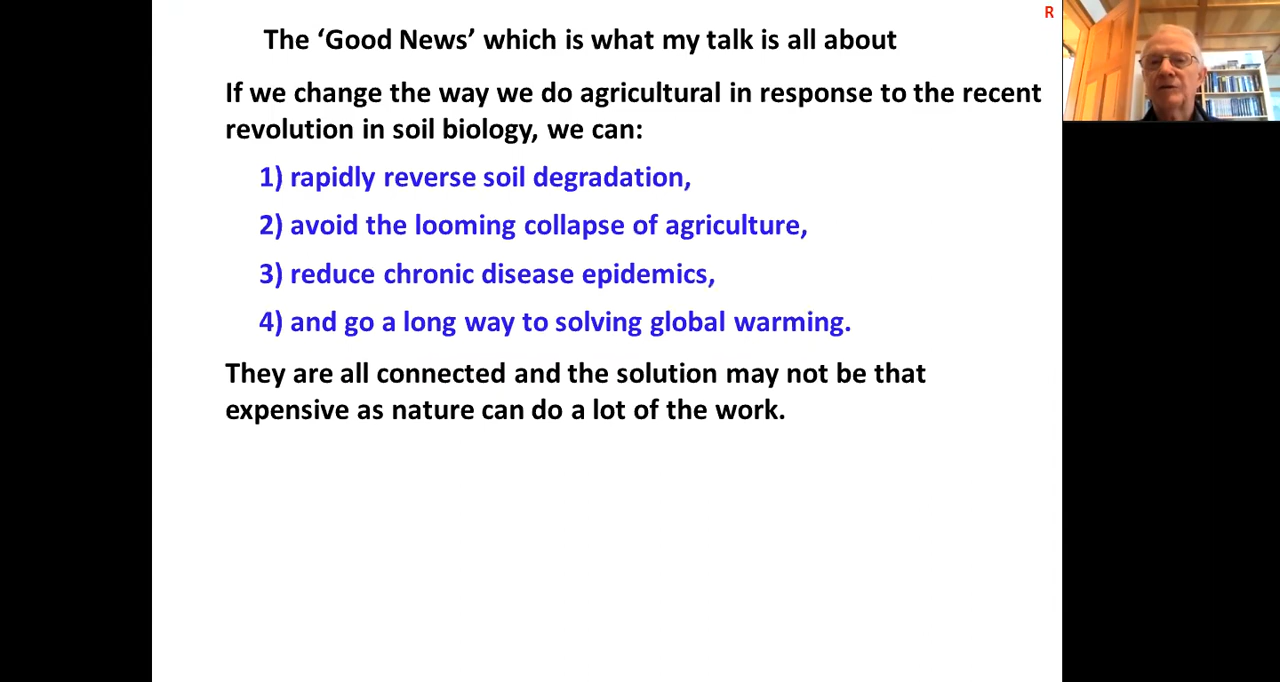 R
The ‘Good News’ which is what my talk is all about
If we change the way we do agricultural in response to the recent
revolution in soil biology, we can:
1) rapidly reverse soil degradation,
2) avoid the looming collapse of agriculture,
3) reduce chronic disease epidemics,
4) and go a long way to solving global warming.
They are all connected and the solution may not be that
expensive as nature can do a lot of the work.